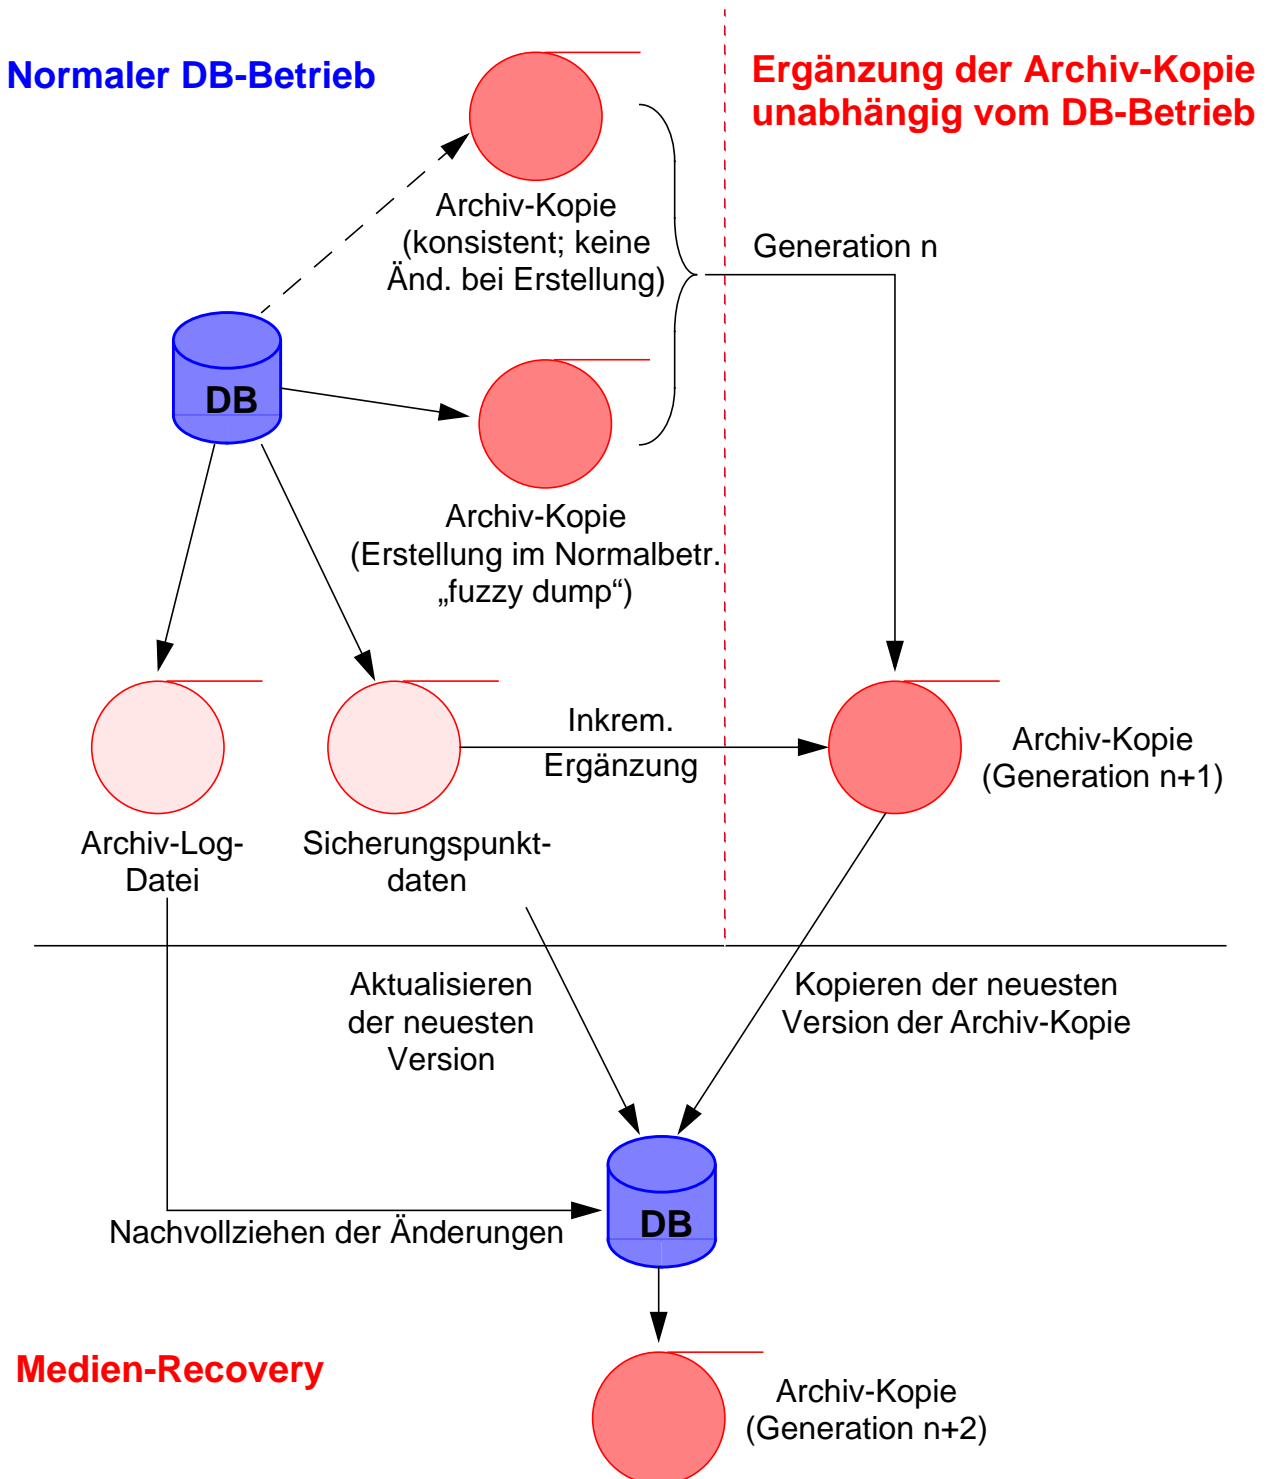 Normaler DB-Betrieb
Ergänzung der Archiv-Kopie
unabhängig vom DB-Betrieb
Archiv-Kopie
(konsistent; keine
Änd. bei Erstellung)
Generation n
DB
Archiv-Kopie
(Erstellung im Normalbetr.
„fuzzy dump“)
Inkrem.
Ergänzung
Archiv-Kopie
(Generation n+1)
Archiv-Log-
Datei
Sicherungspunkt-
daten
Aktualisieren
der neuesten
Version
Kopieren der neuesten
Version der Archiv-Kopie
DB
Nachvollziehen der Änderungen
Medien-Recovery
Archiv-Kopie
(Generation n+2)